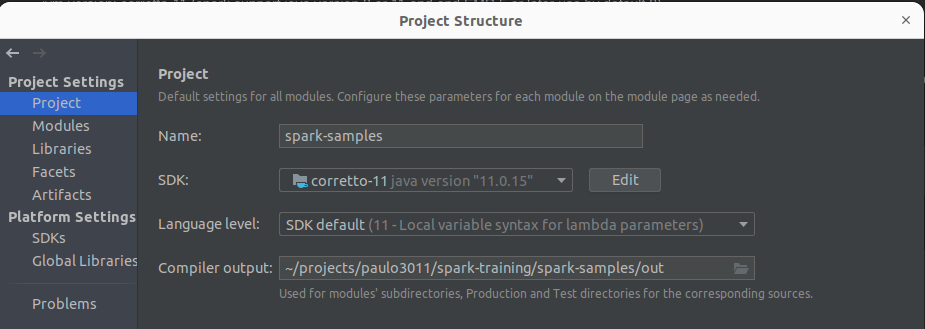 Project Structure
Project Settings
Project
Modules
Libraries
Facets
Artifacts
Platform Settings
SDKs
Global Libraries
Problems
Project
Default settings for all modules. Configure these parameters for each module on the module page as needed.
Name: spark-samples
SDK: corretto-11 java version "11.0.15" Edit
Language level: SDK default (11 - Local variable syntax for lambda parameters)
Compiler output: ~/projects/paulo3011/spark-training/spark-samples/out
Used for modules' subdirectories, Production and Test directories for the corresponding sources.